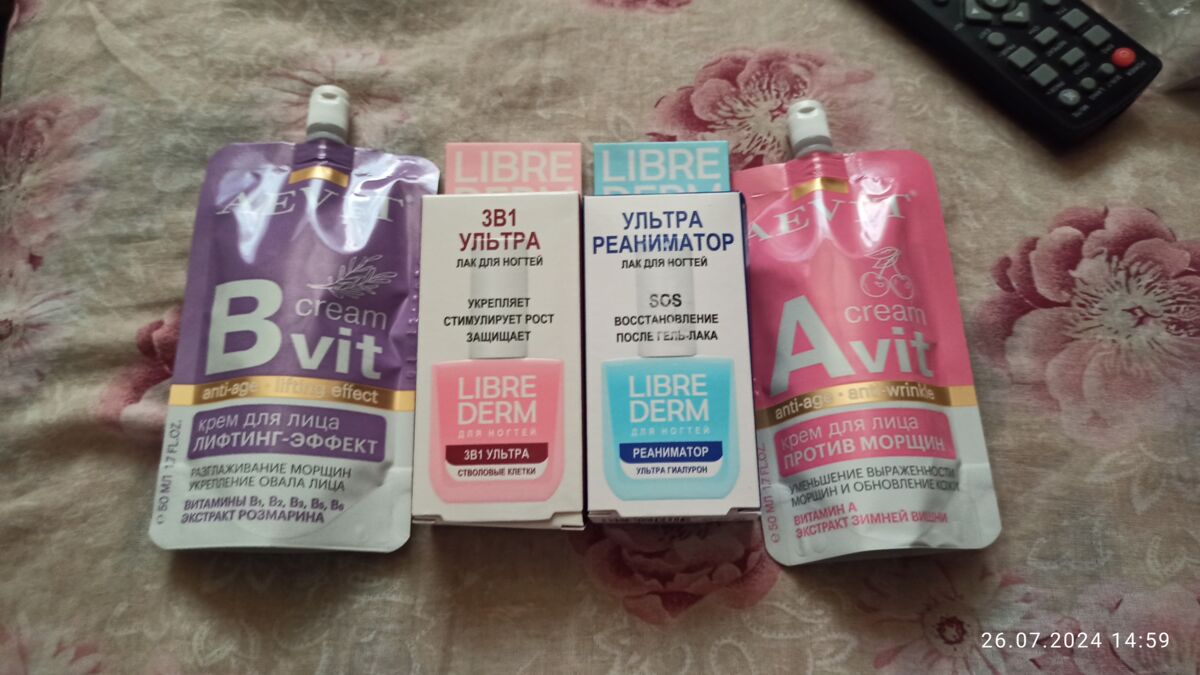 AEVIT
B cream
vit
anti-age • lifting effect
крем для лица
ЛИФТИНГ-ЭФФЕКТ
РАЗГЛАЖИВАНИЕ МОРЩИН
УКРЕПЛЕНИЕ ОВАЛА ЛИЦА
ВИТАМИНЫ B₁, B₂, B₃, B₅, B₆
ЭКСТРАКТ РОЗМАРИНА
℮ 50 МЛ 1.7 FL.OZ.
LIBRE
DERM
3В1
УЛЬТРА
ЛАК ДЛЯ НОГТЕЙ
УКРЕПЛЯЕТ
СТИМУЛИРУЕТ РОСТ
ЗАЩИЩАЕТ
LIBRE
DERM
ДЛЯ НОГТЕЙ
3В1 УЛЬТРА
СТВОЛОВЫЕ КЛЕТКИ
LIBRE
DERM
УЛЬТРА
РЕАНИМАТОР
ЛАК ДЛЯ НОГТЕЙ
SOS
ВОССТАНОВЛЕНИЕ
ПОСЛЕ ГЕЛЬ-ЛАКА
LIBRE
DERM
ДЛЯ НОГТЕЙ
РЕАНИМАТОР
УЛЬТРА ГИАЛУРОН
AEVIT
A cream
vit
anti-age • anti-wrinkle
крем для лица
ПРОТИВ МОРЩИН
УМЕНЬШЕНИЕ ВЫРАЖЕННОСТИ
МОРЩИН И ОБНОВЛЕНИЕ КОЖИ
ВИТАМИН А
ЭКСТРАКТ ЗИМНЕЙ ВИШНИ
℮ 50 МЛ 1.7 FL.OZ.
26.07.2024 14:59